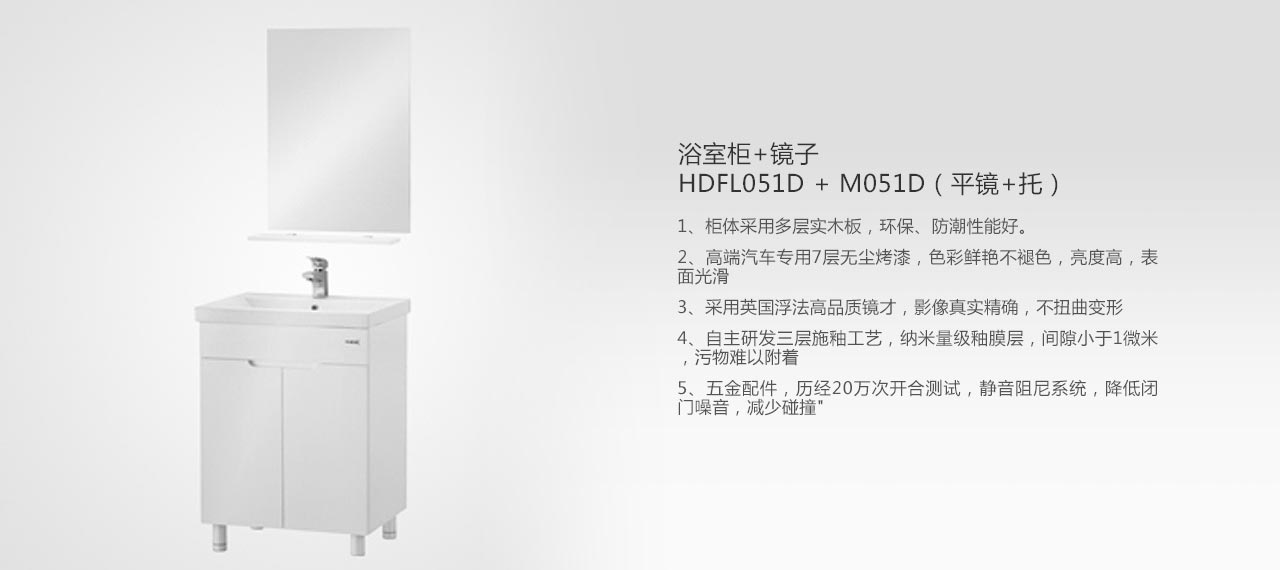 浴室柜+镜子
HDFL051D + M051D ( 平镜+托 )
1、柜体采用多层实木板，环保、防潮性能好。
2、高端汽车专用7层无尘烤漆，色彩鲜艳不褪色，亮度高，表
面光滑
3、采用英国浮法高品质镜才，影像真实精确，不扭曲变形
4、自主研发三层施釉工艺，纳米量级釉膜层，间隙小于1微米
，污物难以附着
5、五金配件，历经20万次开合测试，静音阻尼系统，降低闭
门噪音，减少碰撞"